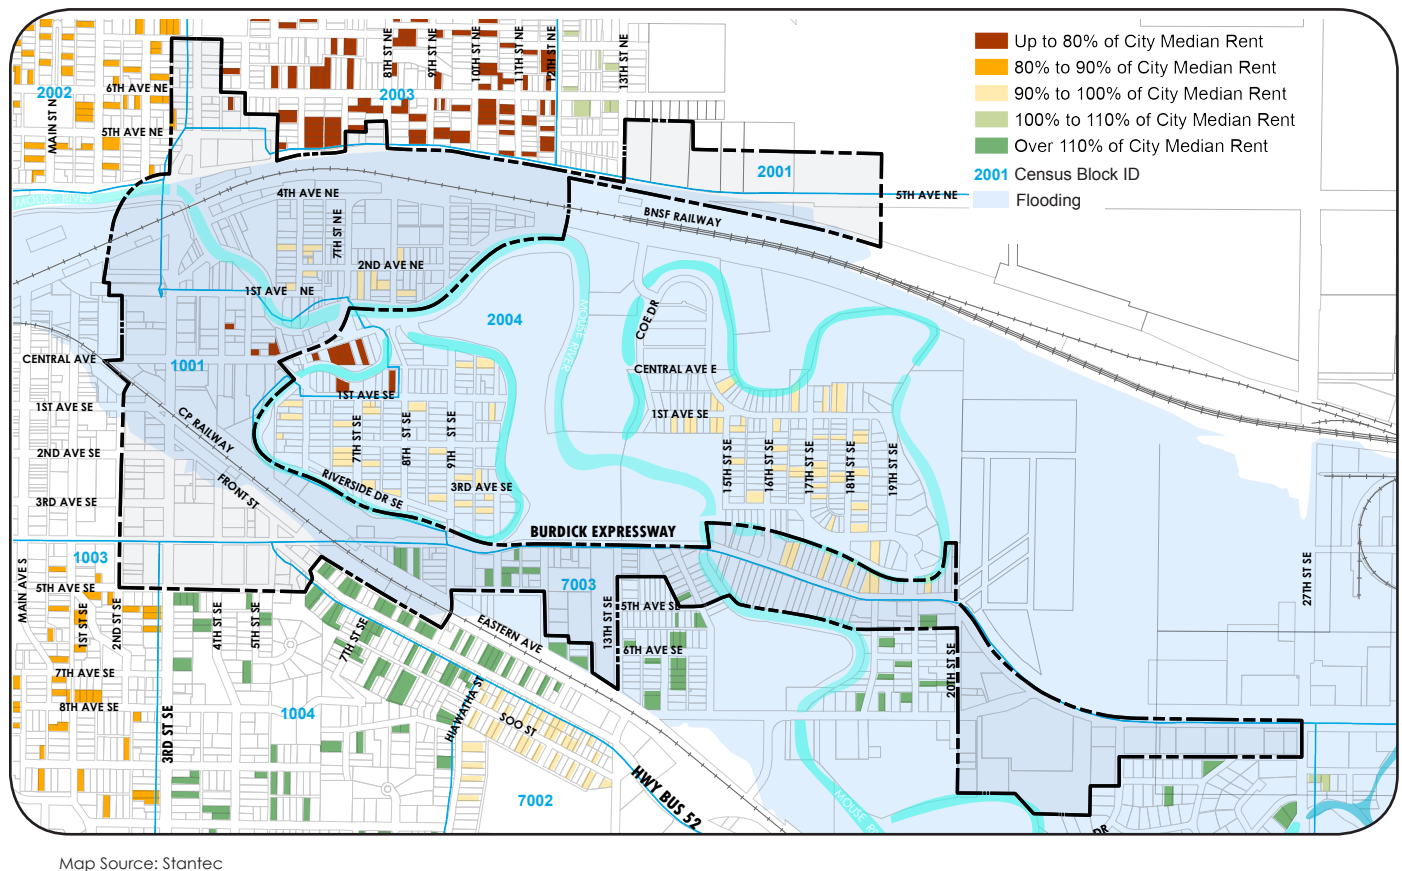 Up to 80% of City Median Rent
80% to 90% of City Median Rent
90% to 100% of City Median Rent
100% to 110% of City Median Rent
Over 110% of City Median Rent
2001 Census Block ID
Flooding
8TH ST NE
9TH ST NE
10TH ST NE
11TH ST NE
12TH ST NE
13TH ST NE
2002
6TH AVE NE
2003
MAIN ST N
5TH AVE NE
2001
5TH AVE NE
MOUSE RIVER
4TH AVE NE
BNSF RAILWAY
7TH ST NE
2ND AVE NE
1ST AVE NE
2004
MOUSE RIVER
COE DR
CENTRAL AVE
1001
CENTRAL AVE E
1ST AVE SE
1ST AVE SE
1ST AVE SE
CP RAILWAY
7TH ST SE
8TH ST SE
9TH ST SE
15TH ST SE
16TH ST SE
17TH ST SE
18TH ST SE
19TH ST SE
2ND AVE SE
RIVERSIDE DR SE
3RD AVE SE
3RD AVE SE
FRONT ST
BURDICK EXPRESSWAY
1003
7003
27TH ST SE
MAIN AVE S
5TH AVE SE
1ST ST SE
2ND ST SE
4TH ST SE
5TH ST SE
7TH ST SE
EASTERN AVE
13TH ST SE
5TH AVE SE
6TH AVE SE
20TH ST SE
7TH AVE SE
8TH AVE SE
3RD ST SE
1004
HIAWATHA ST
SOO ST
7002
HWY BUS 52
MOUSE RI
DR
Map Source: Stantec